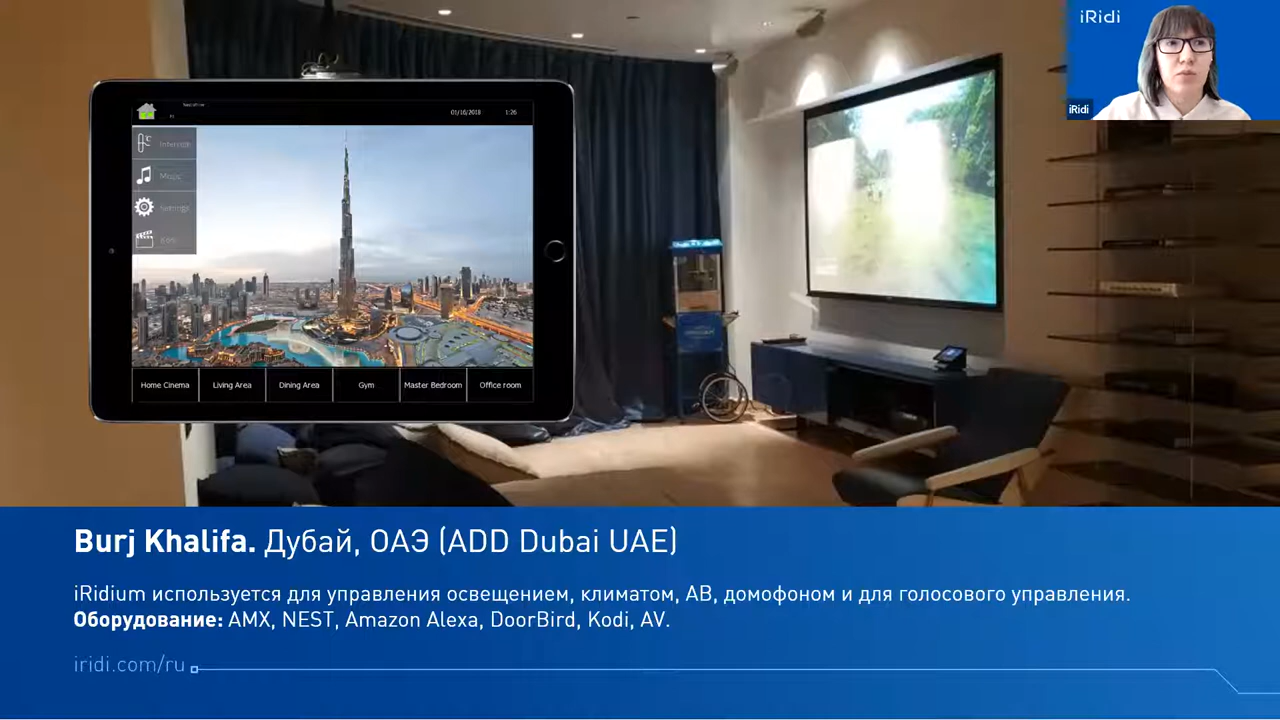 iRidi
iRidi
01/16/2018 1:26
Intercom
Music
Settings
Home Cinema Living Area Dining Area Gym Master Bedroom Office room
Burj Khalifa. Дубай, ОАЭ (ADD Dubai UAE)
iRidium используется для управления освещением, климатом, АВ, домофоном и для голосового управления.
Оборудование: AMX, NEST, Amazon Alexa, DoorBird, Kodi, AV.
iridi.com/ru